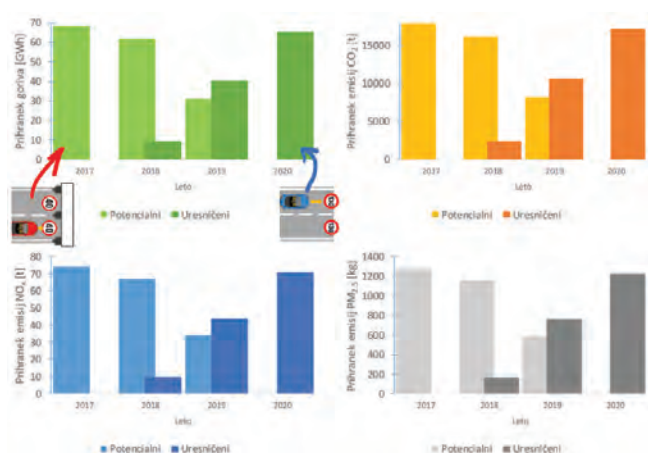 Prihranek goriva [GWh]
70
60
50
40
30
20
10
0
2017
2018
2019
2020
Leto
Potencialni
Uresničeni
Prihranek emisij CO₂ [t]
15000
10000
5000
0
2017
2018
2019
2020
Leto
Potencialni
Uresničeni
40
40
Prihranek emisij NOₓ [t]
80
70
60
50
40
30
20
10
0
2017
2018
2019
2020
Leto
Potencialni
Uresničeni
Prihranek emisij PM₂.₅ [kg]
1400
1200
1000
800
600
400
200
0
2017
2018
2019
2020
Leto
Potencialni
Uresničeni